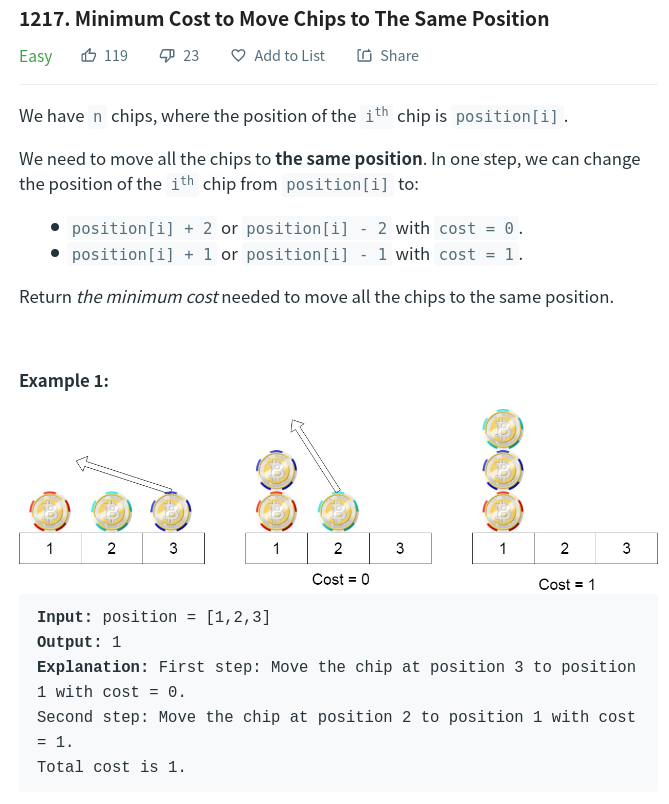 1217. Minimum Cost to Move Chips to The Same Position
Easy 119 23 Add to List Share
We have n chips, where the position of the ith chip is position[i].
We need to move all the chips to the same position. In one step, we can change
the position of the ith chip from position[i] to:
• position[i] + 2 or position[i] - 2 with cost = 0.
• position[i] + 1 or position[i] - 1 with cost = 1.
Return the minimum cost needed to move all the chips to the same position.
Example 1:
1 2 3
1 2 3
1 2 3
Cost = 0
Cost = 1
Input: position = [1,2,3]
Output: 1
Explanation: First step: Move the chip at position 3 to position
1 with cost = 0.
Second step: Move the chip at position 2 to position 1 with cost
= 1.
Total cost is 1.